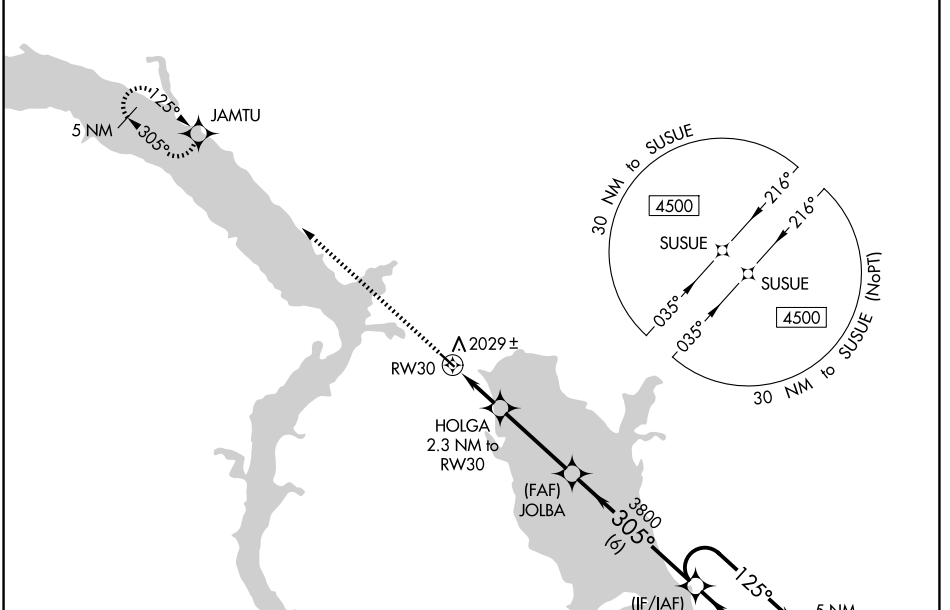 125°
JAMTU
5 NM
305°
30 NM to SUSUE
216°
4500
216°
SUSUE
SUSUE
035°
4500
035°
30 NM to SUSUE (NoPT)
2029±
RW30
HOLGA
2.3 NM to
RW30
(FAF)
JOLBA
3800
305°
(6)
125°
(IF/IAF)
5 NM